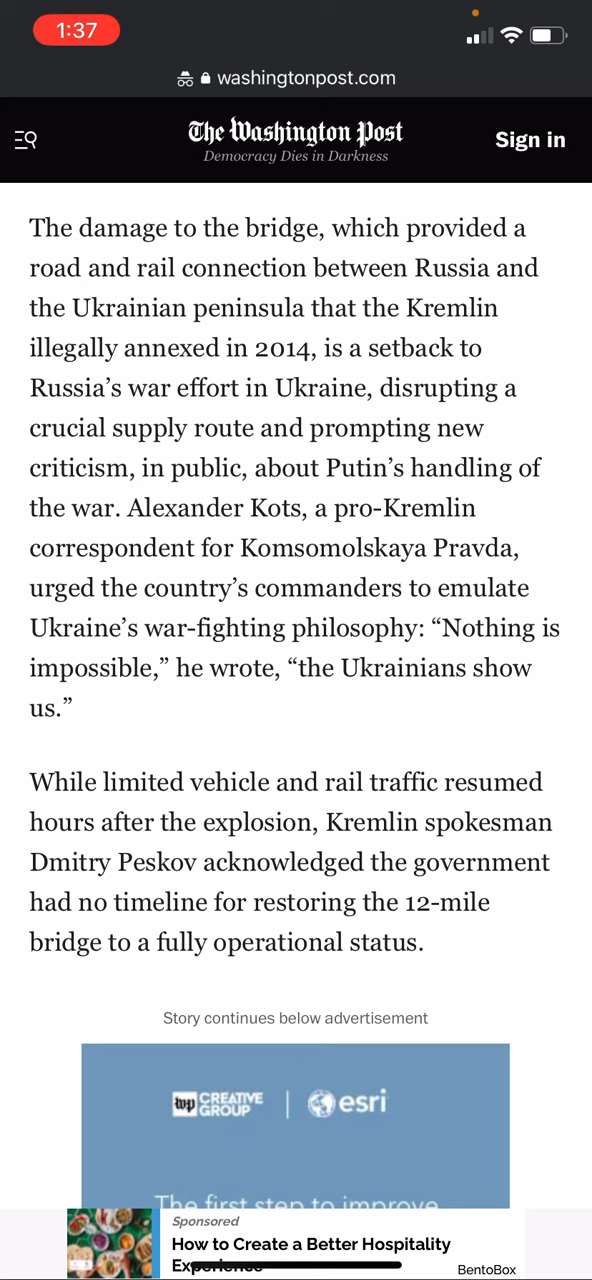 1:37
washingtonpost.com
The Washington Post
Democracy Dies in Darkness
Sign in
The damage to the bridge, which provided a
road and rail connection between Russia and
the Ukrainian peninsula that the Kremlin
illegally annexed in 2014, is a setback to
Russia’s war effort in Ukraine, disrupting a
crucial supply route and prompting new
criticism, in public, about Putin’s handling of
the war. Alexander Kots, a pro-Kremlin
correspondent for Komsomolskaya Pravda,
urged the country’s commanders to emulate
Ukraine’s war-fighting philosophy: “Nothing is
impossible,” he wrote, “the Ukrainians show
us.”
While limited vehicle and rail traffic resumed
hours after the explosion, Kremlin spokesman
Dmitry Peskov acknowledged the government
had no timeline for restoring the 12-mile
bridge to a fully operational status.
Story continues below advertisement
wp CREATIVE GROUP | esri
The first step to improve
Sponsored
How to Create a Better Hospitality
Experience
BentoBox